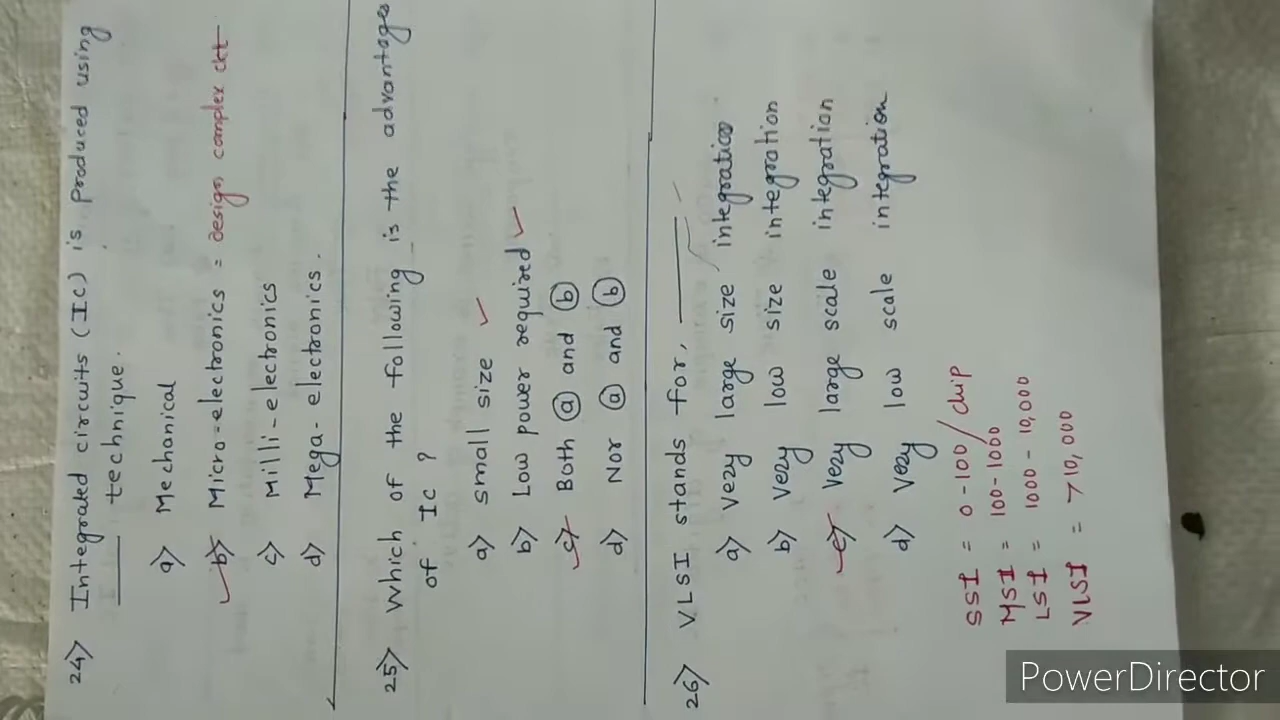 24) Integrated circuits (IC) is produced using
____ technique.
a) Mechanical
b) Micro-electronics = design complex ckt
c) Milli-electronics
d) Mega-electronics.
25) Which of the following is the advantages
of Ic ?
a) small size ✓
b) Low power required ✓
c) Both ⓐ and ⓑ
d) Nor ⓐ and ⓑ
26) VLSI stands for, ____
a) Very large size integration
b) Very low size integration
c) Very large scale integration
d) Very low scale integration
SSI = 0-100/chip
MSI = 100-1000
LSI = 1000-10,000
VLSI = >10,000
PowerDirector